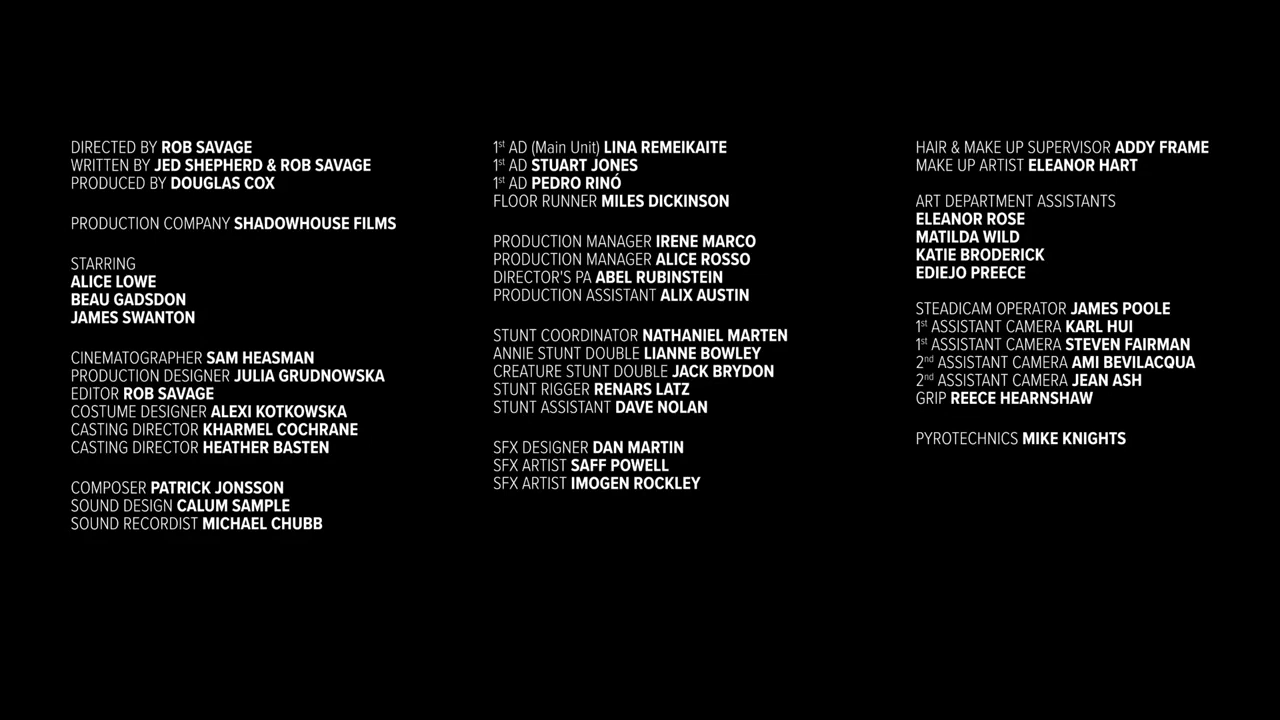 DIRECTED BY ROB SAVAGE
WRITTEN BY JED SHEPHERD & ROB SAVAGE
PRODUCED BY DOUGLAS COX
PRODUCTION COMPANY SHADOWHOUSE FILMS
STARRING
ALICE LOWE
BEAU GADSDON
JAMES SWANTON
CINEMATOGRAPHER SAM HEASMAN
PRODUCTION DESIGNER JULIA GRUDNOWSKA
EDITOR ROB SAVAGE
COSTUME DESIGNER ALEXI KOTKOWSKA
CASTING DIRECTOR KHARMEL COCHRANE
CASTING DIRECTOR HEATHER BASTEN
COMPOSER PATRICK JONSSON
SOUND DESIGN CALUM SAMPLE
SOUND RECORDIST MICHAEL CHUBB
1st AD (Main Unit) LINA REMEIKAITE
1st AD STUART JONES
1st AD PEDRO RINÓ
FLOOR RUNNER MILES DICKINSON
PRODUCTION MANAGER IRENE MARCO
PRODUCTION MANAGER ALICE ROSSO
DIRECTOR'S PA ABEL RUBINSTEIN
PRODUCTION ASSISTANT ALIX AUSTIN
STUNT COORDINATOR NATHANIEL MARTEN
ANNIE STUNT DOUBLE LIANNE BOWLEY
CREATURE STUNT DOUBLE JACK BRYDON
STUNT RIGGER RENARS LATZ
STUNT ASSISTANT DAVE NOLAN
SFX DESIGNER DAN MARTIN
SFX ARTIST SAFF POWELL
SFX ARTIST IMOGEN ROCKLEY
HAIR & MAKE UP SUPERVISOR ADDY FRAME
MAKE UP ARTIST ELEANOR HART
ART DEPARTMENT ASSISTANTS
ELEANOR ROSE
MATILDA WILD
KATIE BRODERICK
EDIEJO PREECE
STEADICAM OPERATOR JAMES POOLE
1st ASSISTANT CAMERA KARL HUI
1st ASSISTANT CAMERA STEVEN FAIRMAN
2nd ASSISTANT CAMERA AMI BEVILACQUA
2nd ASSISTANT CAMERA JEAN ASH
GRIP REECE HEARNSHAW
PYROTECHNICS MIKE KNIGHTS